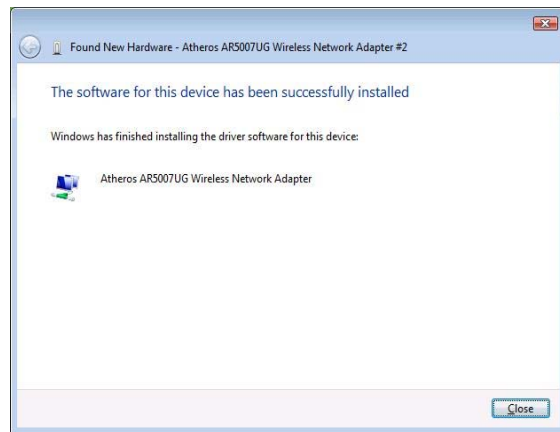 Found New Hardware - Atheros AR5007UG Wireless Network Adapter #2
The software for this device has been successfully installed
Windows has finished installing the driver software for this device:
Atheros AR5007UG Wireless Network Adapter
Close